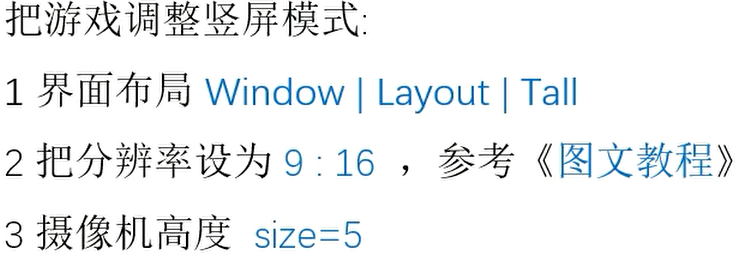 把游戏调整竖屏模式:
1 界面布局 Window | Layout | Tall
2 把分辨率设为 9 : 16 ，参考《图文教程》
3 摄像机高度 size=5